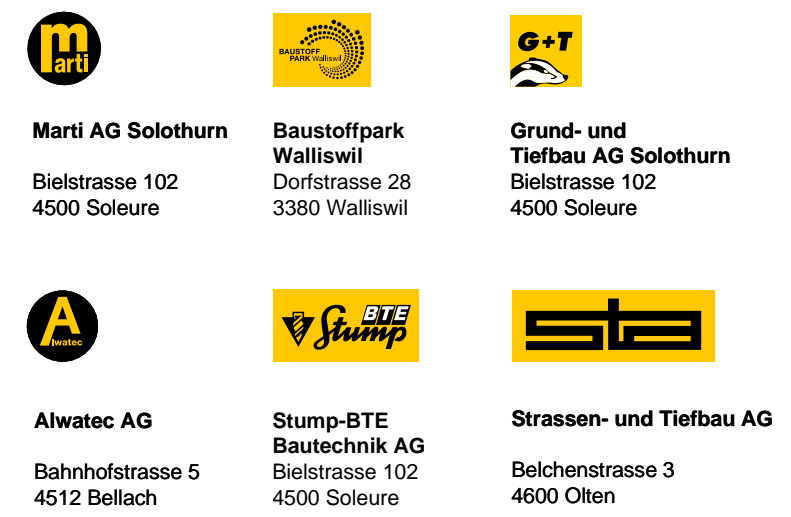 marti
BAUSTOFF
PARK Walliswil
G+T
Marti AG Solothurn
Bielstrasse 102
4500 Soleure
Baustoffpark
Walliswil
Dorfstrasse 28
3380 Walliswil
Grund- und
Tiefbau AG Solothurn
Bielstrasse 102
4500 Soleure
Alwatec
BTE
Stump
sta
Alwatec AG
Bahnhofstrasse 5
4512 Bellach
Stump-BTE
Bautechnik AG
Bielstrasse 102
4500 Soleure
Strassen- und Tiefbau AG
Belchenstrasse 3
4600 Olten